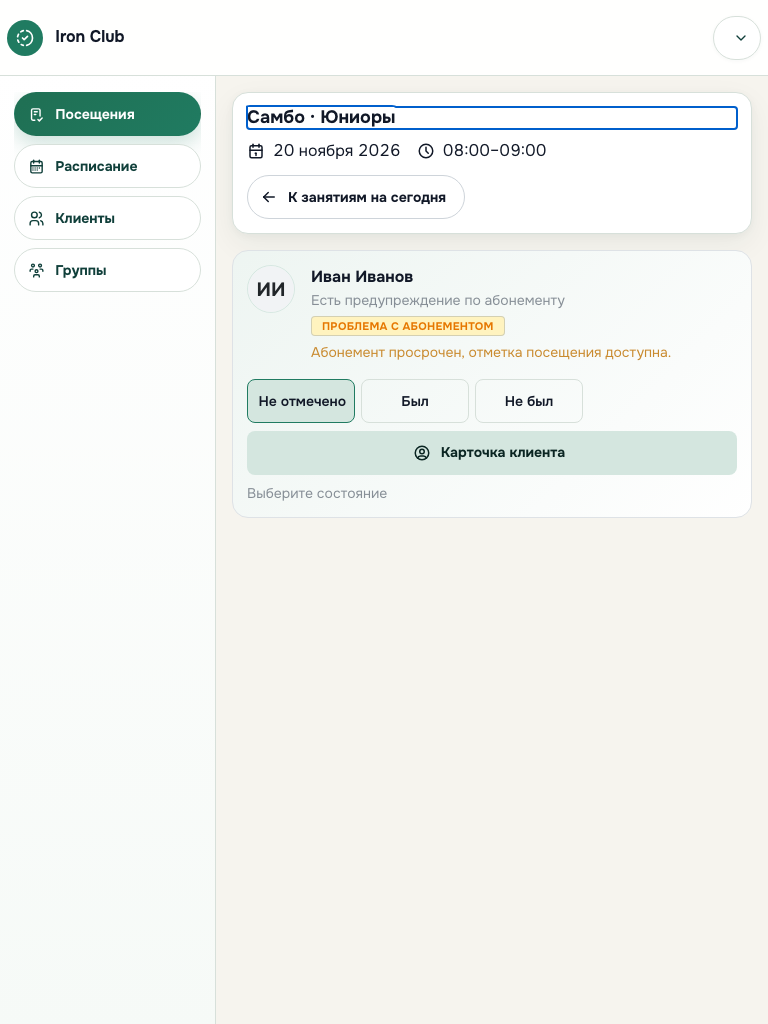 Iron Club
Посещения
Расписание
Клиенты
Группы
Самбо · Юниоры
20 ноября 2026 08:00–09:00
К занятиям на сегодня
ИИ
Иван Иванов
Есть предупреждение по абонементу
ПРОБЛЕМА С АБОНЕМЕНТОМ
Абонемент просрочен, отметка посещения доступна.
Не отмечено Был Не был
Карточка клиента
Выберите состояние